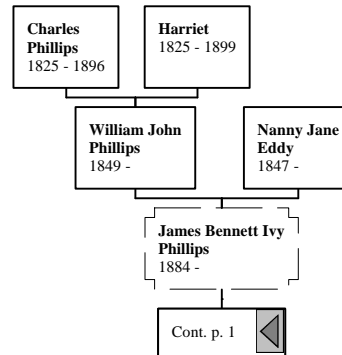 Charles
Phillips
1825 - 1896
Harriet
1825 - 1899
William John
Phillips
1849 -
Nanny Jane
Eddy
1847 -
James Bennett Ivy
Phillips
1884 -
Cont. p. 1